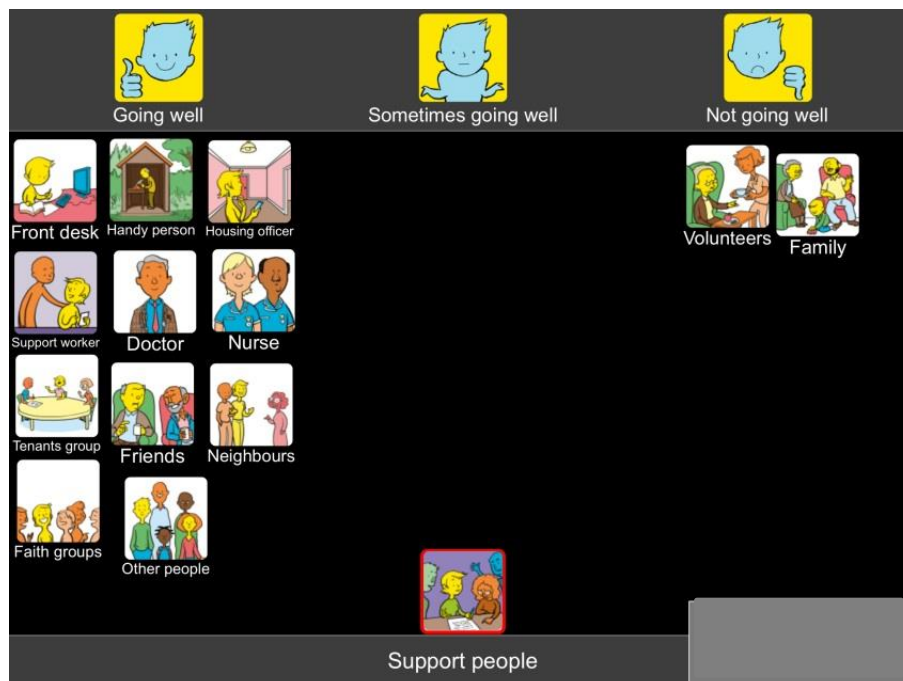 Going well
Sometimes going well
Not going well
Front desk
Handy person
Housing officer
Volunteers
Family
Support worker
Doctor
Nurse
Tenants group
Friends
Neighbours
Faith groups
Other people
Support people